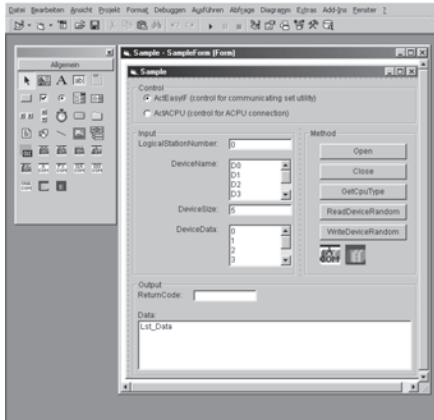 Datei Bearbeiten Ansicht Projekt Format Debuggen Ausführen Abfrage Diagramm Extras Add-Ins Fenster ?
Allgemein
A abl
Sample - SampleForm (Form)
Sample
Control
ActEasyIF (control for communicating set utility)
ActACPU (control for ACPU connection)
Input
LogicalStationNumber: 0
DeviceName: D0
D1
D2
D3
DeviceSize: 5
DeviceData: 0
1
2
3
Method
Open
Close
GetCpuType
ReadDeviceRandom
WriteDeviceRandom
Output
ReturnCode:
Data:
Lst_Data